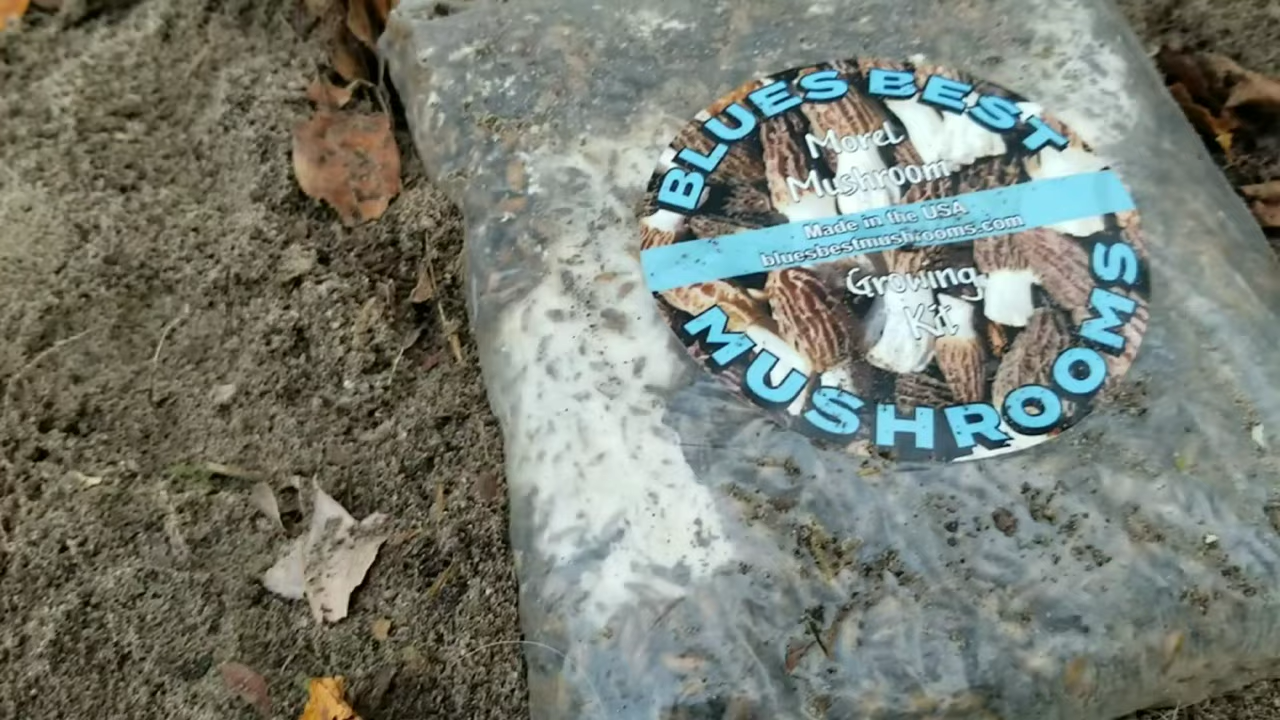 BLUES BEST
Morel
Mushroom
Made in the USA
bluesbestmushrooms.com
Growing
Kit
MUSHROOMS